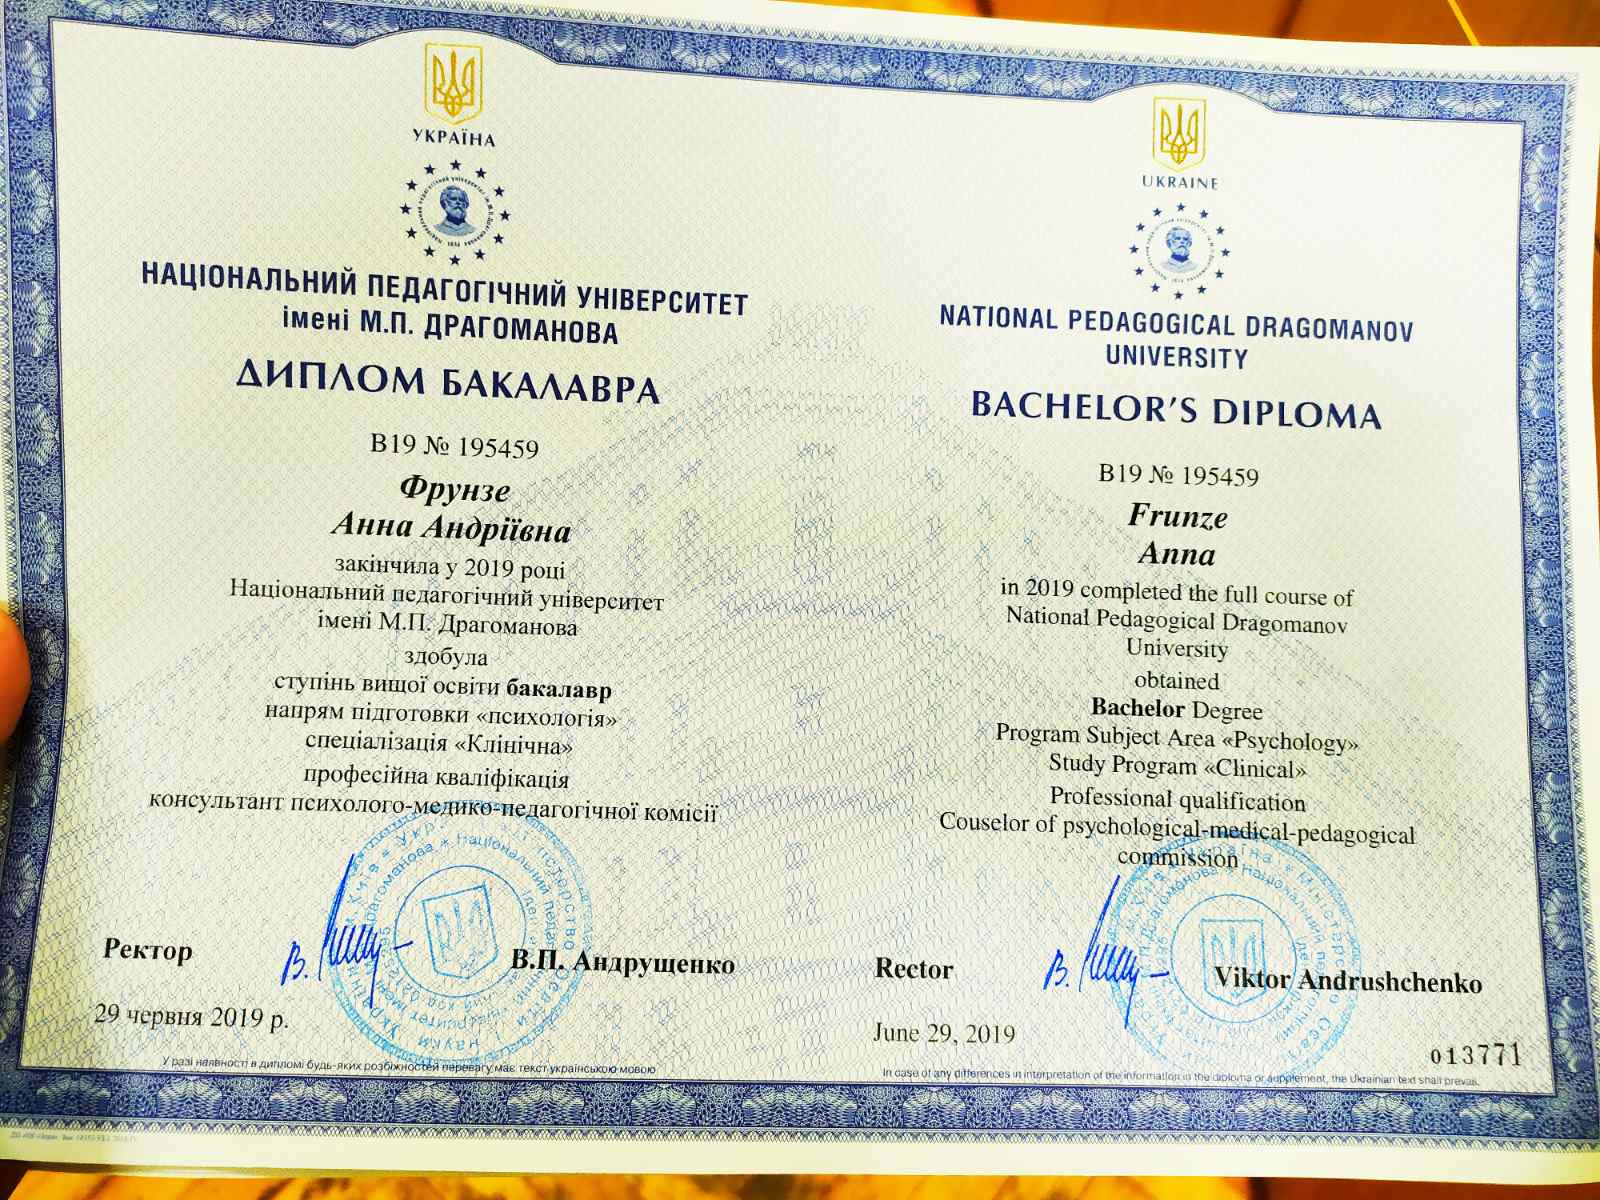 УКРАЇНА
НАЦІОНАЛЬНИЙ ПЕДАГОГІЧНИЙ УНІВЕРСИТЕТ
імені М.П. ДРАГОМАНОВА
ДИПЛОМ БАКАЛАВРА
В19 № 195459
Фрунзе
Анна Андріївна
закінчила у 2019 році
Національний педагогічний університет
імені М.П. Драгоманова
здобула
ступінь вищої освіти бакалавр
напрям підготовки «психологія»
спеціалізація «Клінічна»
професійна кваліфікація
консультант психолого-медико-педагогічної комісії
Ректор
В.П. Андрущенко
29 червня 2019 р.
У разі наявності в дипломі будь-яких розбіжностей перевагу має текст українською мовою
UKRAINE
NATIONAL PEDAGOGICAL DRAGOMANOV
UNIVERSITY
BACHELOR'S DIPLOMA
B19 № 195459
Frunze
Anna
in 2019 completed the full course of
National Pedagogical Dragomanov
University
obtained
Bachelor Degree
Program Subject Area «Psychology»
Study Program «Clinical»
Professional qualification
Couselor of psychological-medical-pedagogical
commission
Rector
Viktor Andrushchenko
June 29, 2019
013771
In case of any differences in interpretation of the information in the diploma or supplement, the Ukrainian text shall prevail.